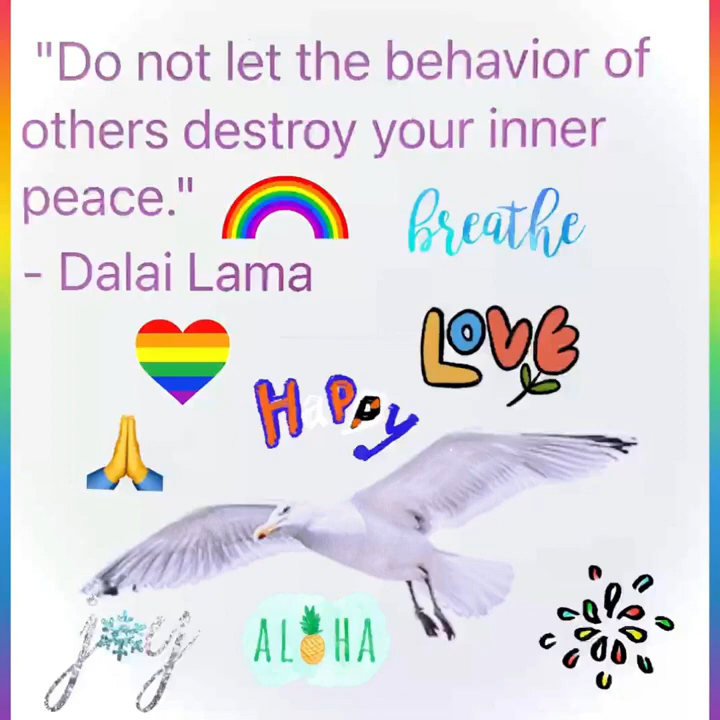 "Do not let the behavior of
others destroy your inner
peace."
breathe
- Dalai Lama
LOVE
HaPPy
joy
ALOHA